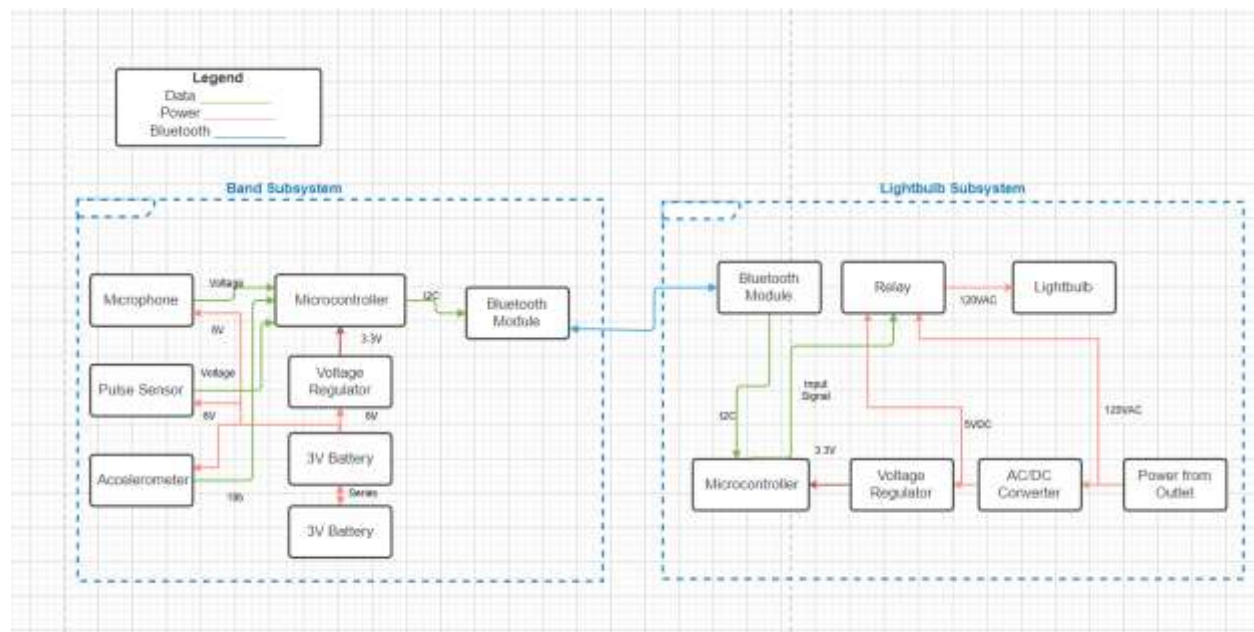 Legend
Data
Power
Bluetooth
Band Subsystem
Lightbulb Subsystem
Microphone
Voltage
Microcontroller
I2C
Bluetooth
Module
6V
3.3V
Pulse Sensor
Voltage
Voltage
Regulator
6V
6V
Accelerometer
3V Battery
Series
3V Battery
Bluetooth
Module
Relay
120VAC
Lightbulb
Input
Signal
I2C
5VDC
120VAC
3.3V
Microcontroller
Voltage
Regulator
AC/DC
Converter
Power from
Outlet